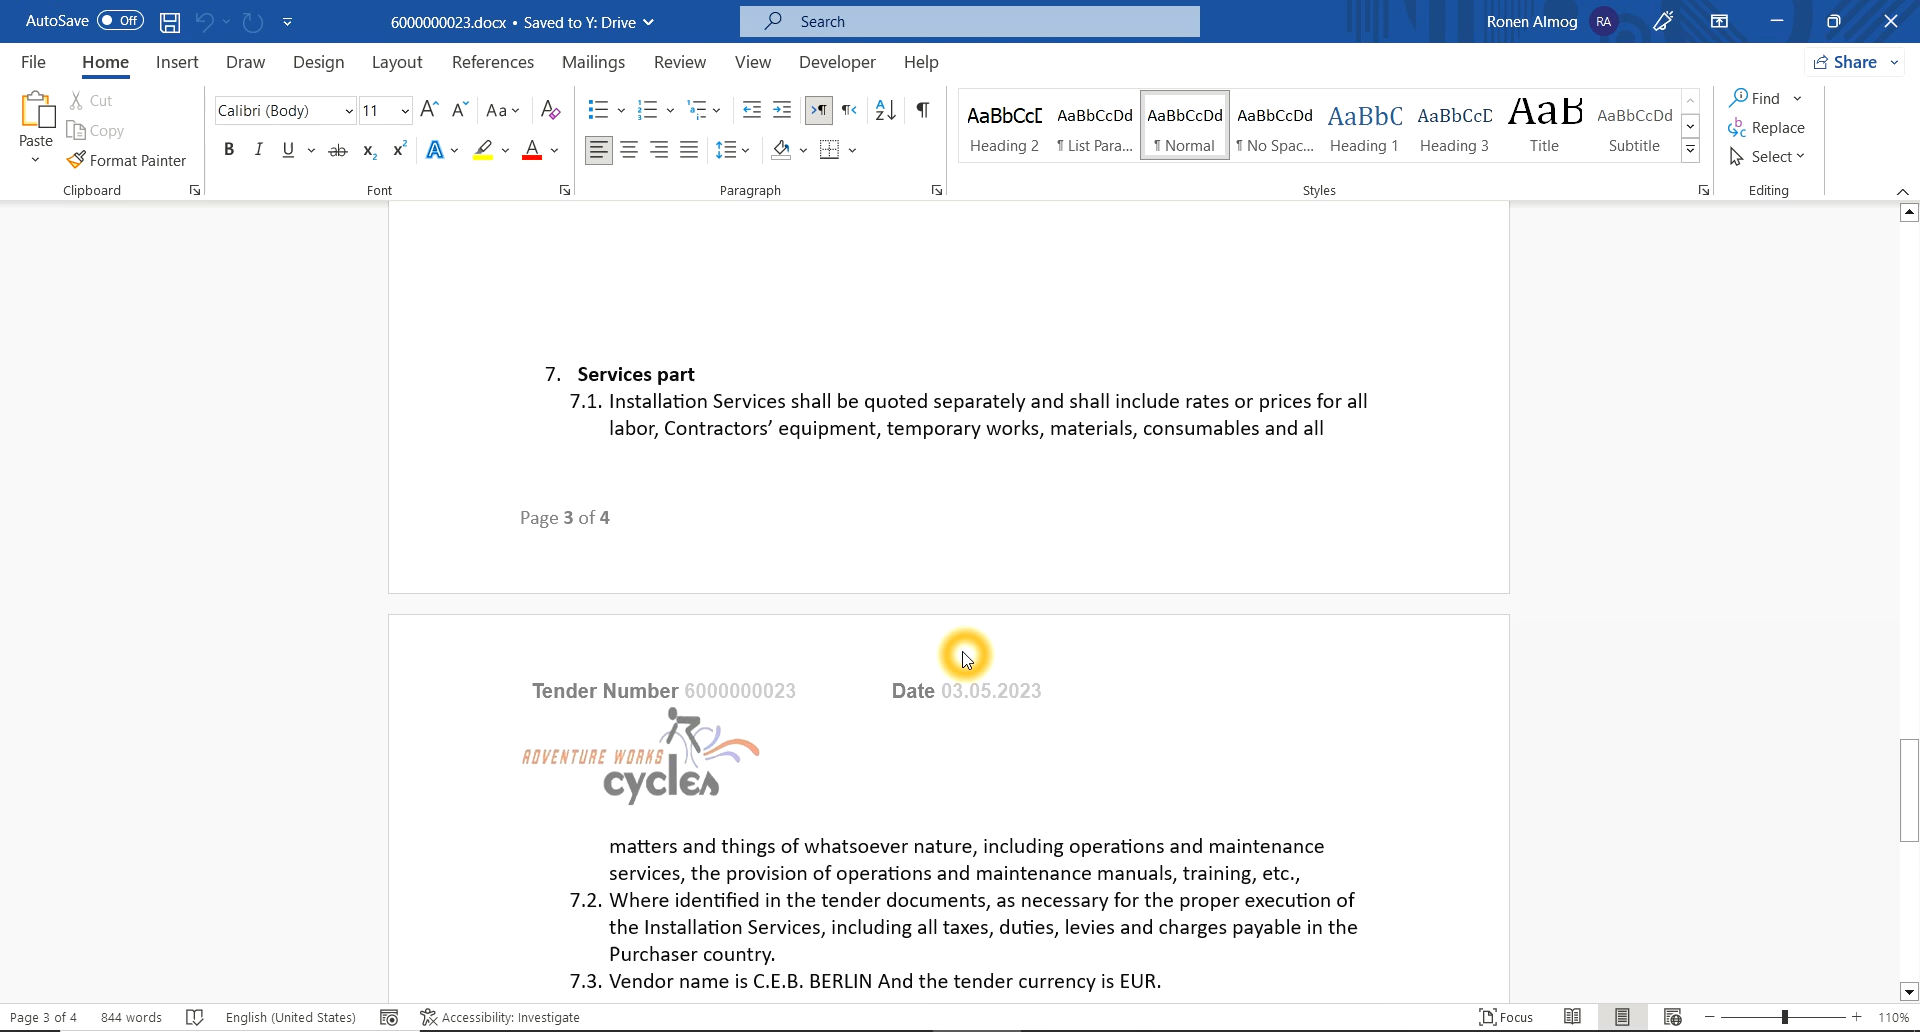 AutoSave Off 6000000023.docx • Saved to Y: Drive Search Ronen Almog RA
File Home Insert Draw Design Layout References Mailings Review View Developer Help Share
Paste
Cut
Copy
Format Painter
Clipboard
Calibri (Body) 11
Font
Paragraph
AaBbCcD AaBbCcDd AaBbCcDd AaBbCcDd AaBbC AaBbCcD AaB AaBbCcDd
Heading 2 ¶ List Para... ¶ Normal ¶ No Spac... Heading 1 Heading 3 Title Subtitle
Styles
Find
Replace
Select
Editing
7. Services part
7.1. Installation Services shall be quoted separately and shall include rates or prices for all
labor, Contractors’ equipment, temporary works, materials, consumables and all
Page 3 of 4
Tender Number 6000000023 Date 03.05.2023
ADVENTURE WORKS
cycles
matters and things of whatsoever nature, including operations and maintenance
services, the provision of operations and maintenance manuals, training, etc.,
7.2. Where identified in the tender documents, as necessary for the proper execution of
the Installation Services, including all taxes, duties, levies and charges payable in the
Purchaser country.
7.3. Vendor name is C.E.B. BERLIN And the tender currency is EUR.
Page 3 of 4 844 words English (United States) Accessibility: Investigate Focus 110%